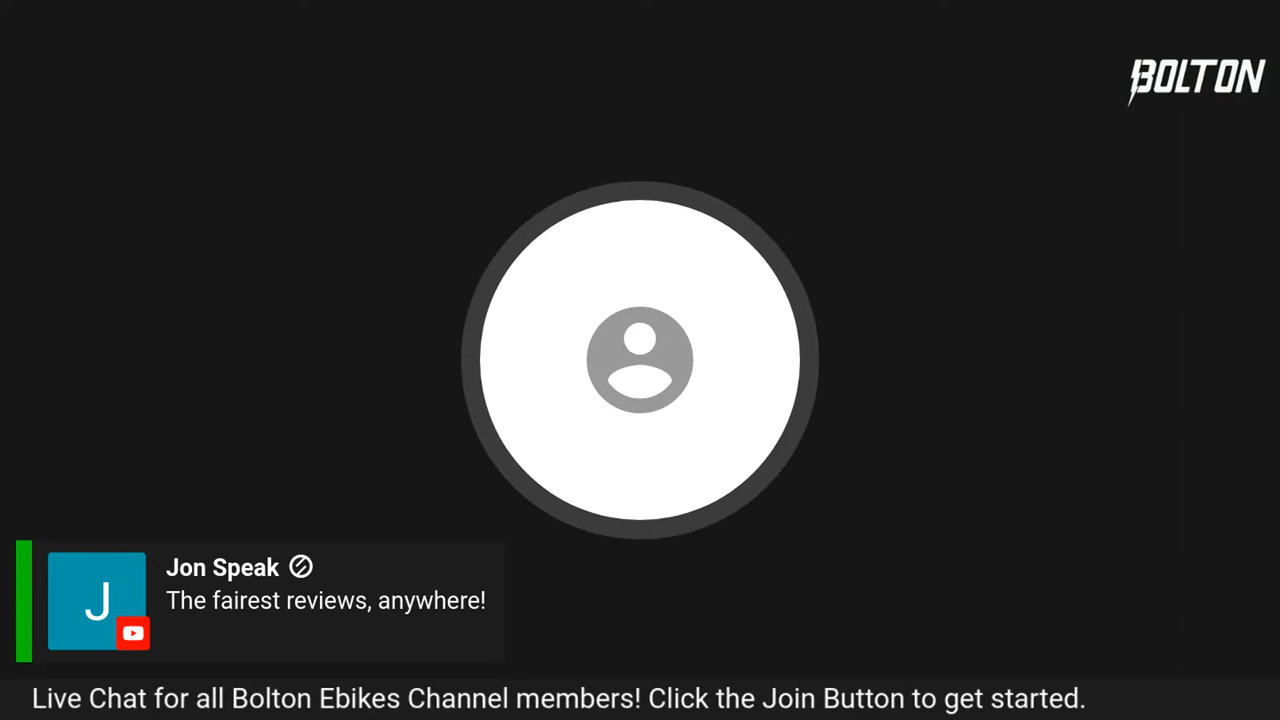 BOLTON
J
Jon Speak
The fairest reviews, anywhere!
Live Chat for all Bolton Ebikes Channel members! Click the Join Button to get started.